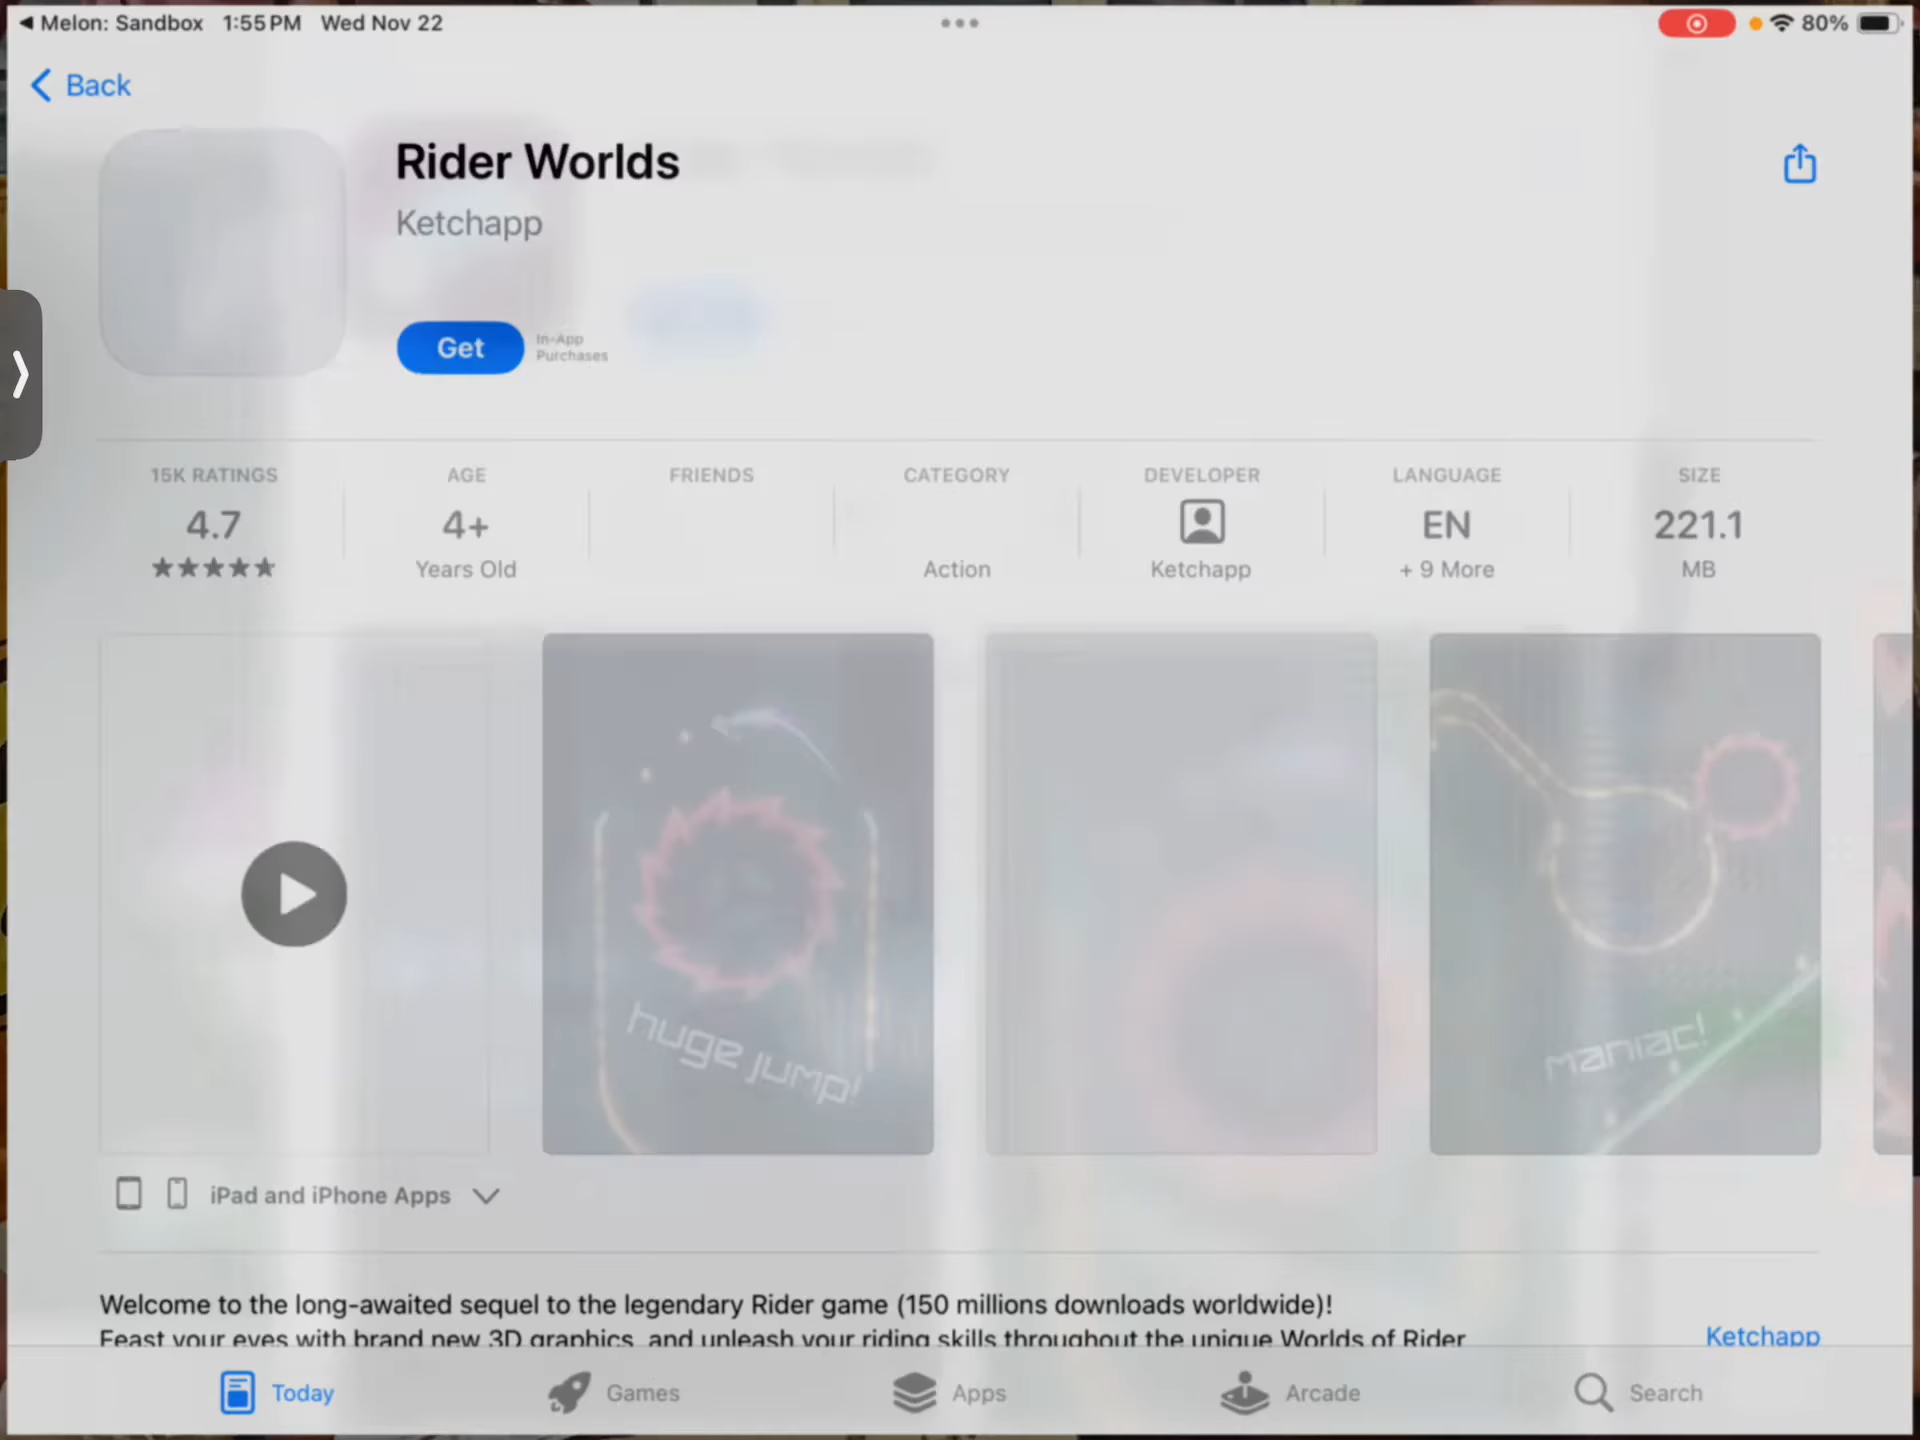 ◀ Melon: Sandbox 1:55 PM Wed Nov 22
80%
Back
Rider Worlds
Ketchapp
Get
In-App
Purchases
15K RATINGS
4.7
AGE
4+
Years Old
FRIENDS
CATEGORY
Action
DEVELOPER
Ketchapp
LANGUAGE
EN
+ 9 More
SIZE
221.1
MB
huge jump!
maniac!
iPad and iPhone Apps
Welcome to the long-awaited sequel to the legendary Rider game (150 millions downloads worldwide)!
Feast your eyes with brand new 3D graphics, and unleash your riding skills throughout the unique Worlds of Rider
Ketchapp
Today
Games
Apps
Arcade
Search